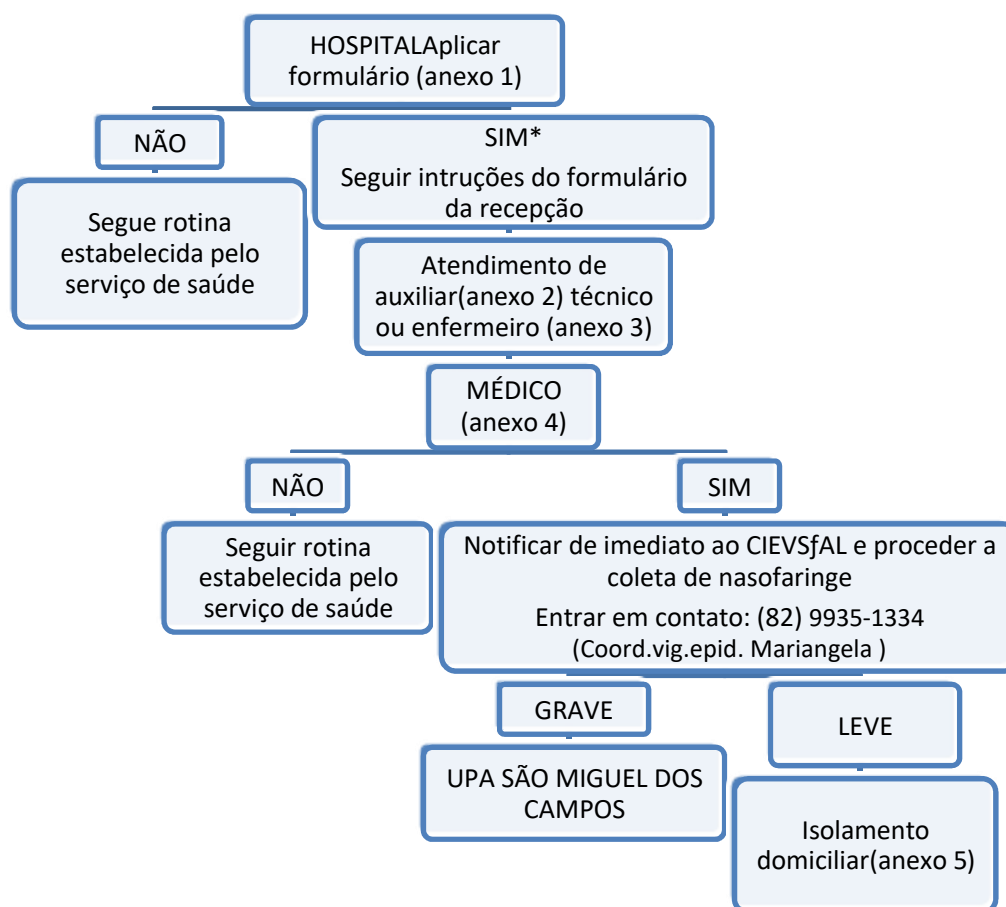 HOSPITALAplicar
formulário (anexo 1)
NÃO
Segue rotina
estabelecida pelo
serviço de saúde
SIM*
Seguir intruções do formulário
da recepção
Atendimento de
auxiliar(anexo 2) técnico
ou enfermeiro (anexo 3)
MÉDICO
(anexo 4)
NÃO
Seguir rotina
estabelecida pelo
serviço de saúde
SIM
Notificar de imediato ao CIEVSƒAL e proceder a
coleta de nasofaringe
Entrar em contato: (82) 9935-1334
(Coord.vig.epid. Mariangela )
GRAVE
UPA SÃO MIGUEL DOS
CAMPOS
LEVE
Isolamento
domiciliar(anexo 5)